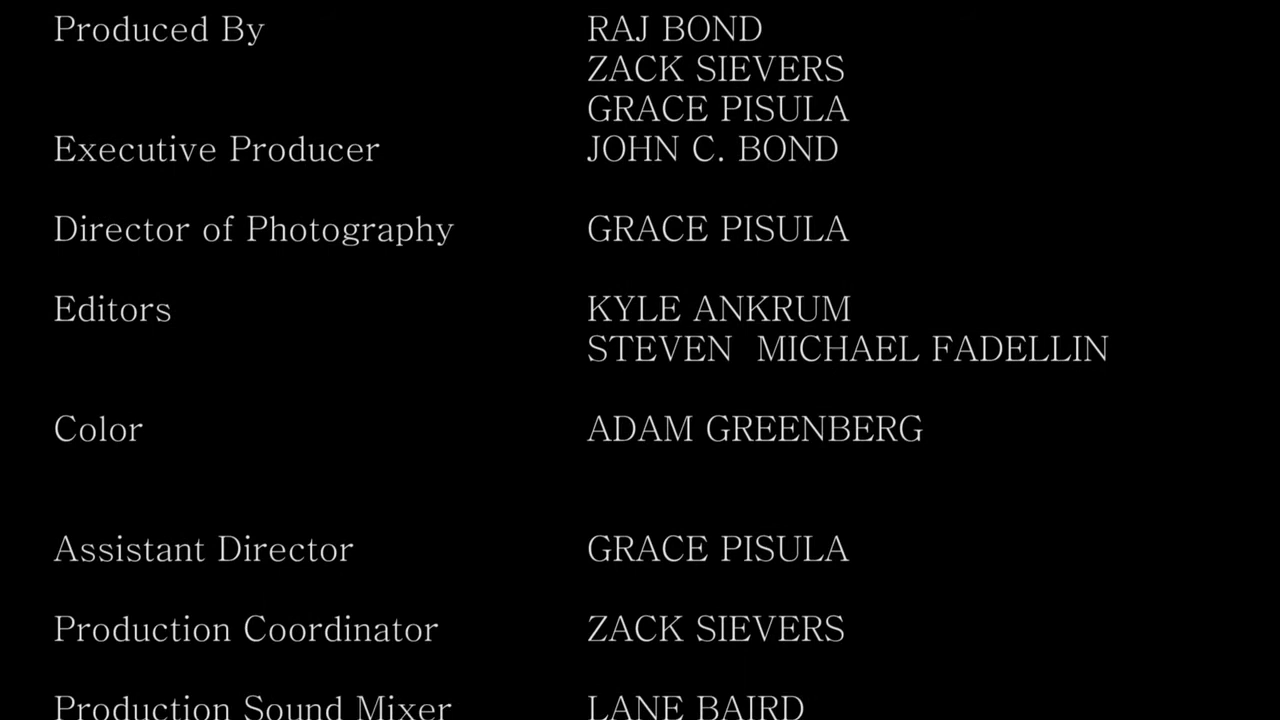 Produced By RAJ BOND
ZACK SIEVERS
GRACE PISULA
Executive Producer JOHN C. BOND
Director of Photography GRACE PISULA
Editors KYLE ANKRUM
STEVEN  MICHAEL FADELLIN
Color ADAM GREENBERG
Assistant Director GRACE PISULA
Production Coordinator ZACK SIEVERS
Production Sound Mixer LANE BAIRD